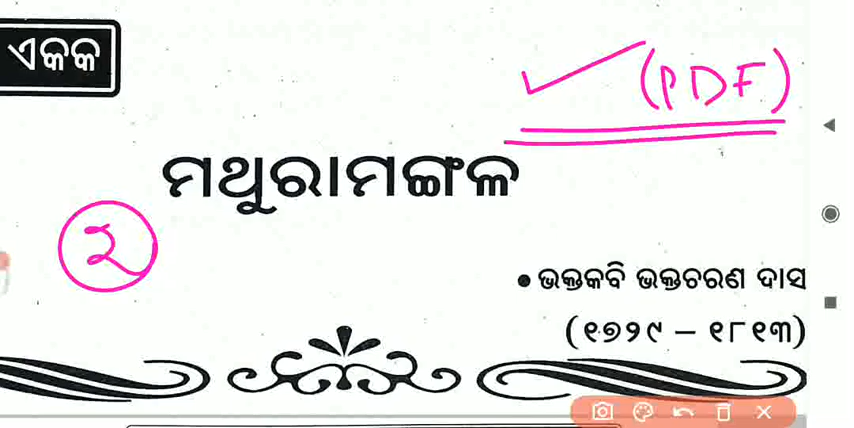 ଏକକ
(PDF)
ମଥୁରାମଙ୍ଗଳ
୨
• ଭକ୍ତକବି ଭକ୍ତଚରଣ ଦାସ
(୧୭୨୯ – ୧୮୧୩)